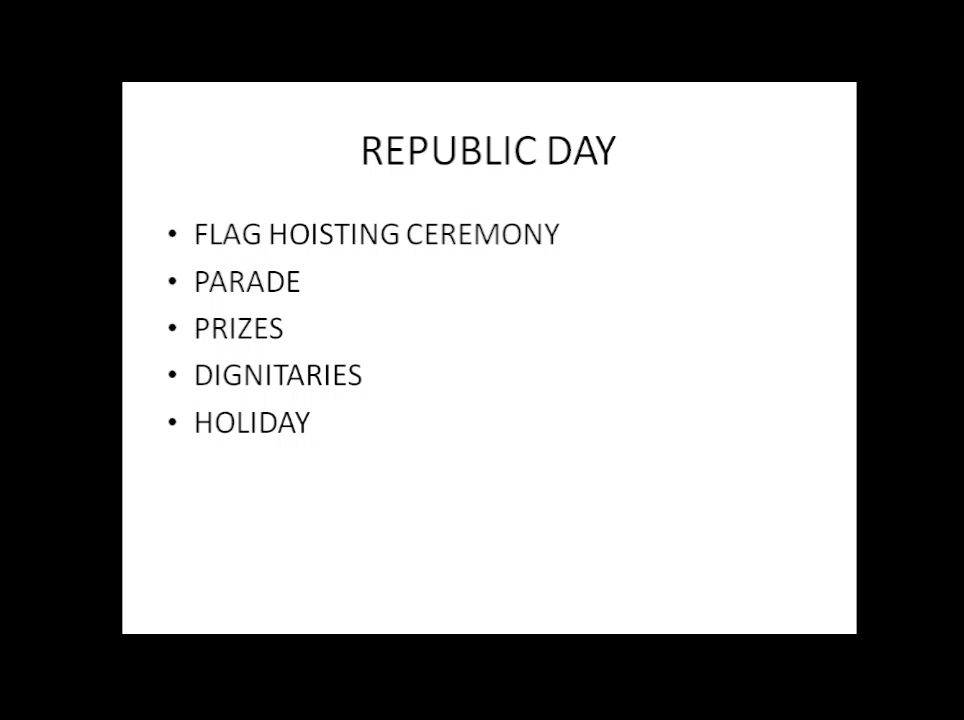 REPUBLIC DAY
• FLAG HOISTING CEREMONY
• PARADE
• PRIZES
• DIGNITARIES
• HOLIDAY